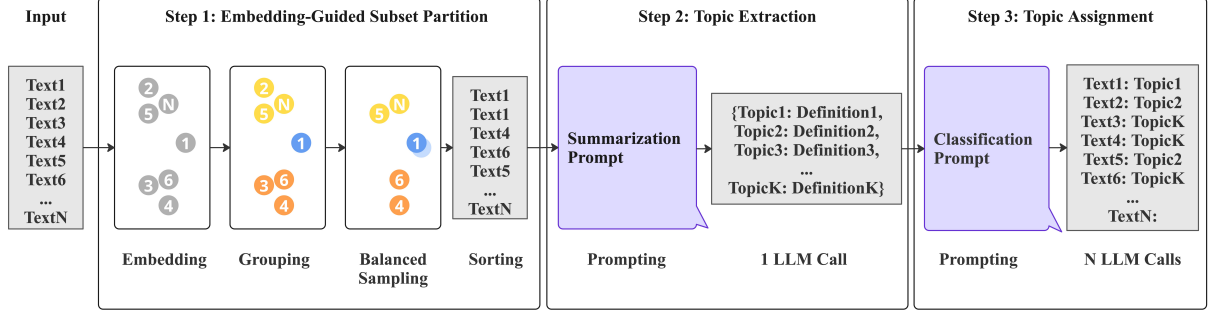 Input
Step 1: Embedding-Guided Subset Partition
Step 2: Topic Extraction
Step 3: Topic Assignment
Text1
Text2
Text3
Text4
Text5
Text6
...
TextN
2
N
5
1
3
6
4
Embedding
2
N
5
1
3
6
4
Grouping
N
5
1
6
4
Balanced
Sampling
Text1
Text1
Text4
Text6
Text5
...
TextN
Sorting
Summarization
Prompt
Prompting
{Topic1: Definition1,
Topic2: Definition2,
Topic3: Definition3,
...
TopicK: DefinitionK}
1 LLM Call
Classification
Prompt
Prompting
Text1: Topic1
Text2: Topic2
Text3: TopicK
Text4: TopicK
Text5: Topic2
Text6: TopicK
...
TextN:
N LLM Calls